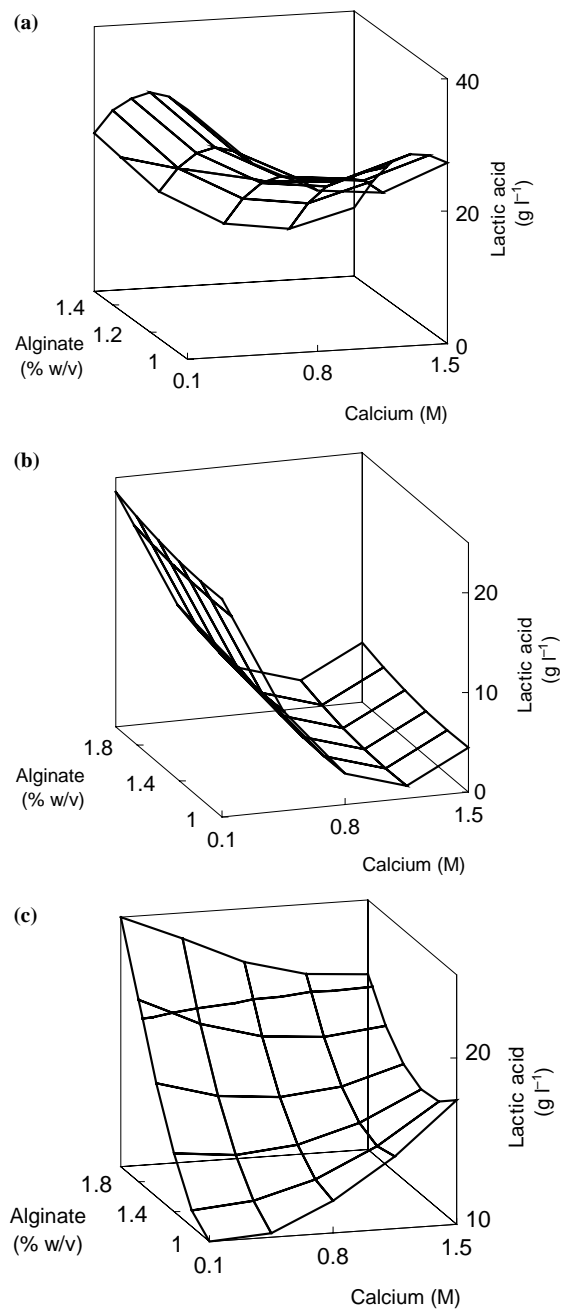 (a)
40
20
0
Lactic acid
(g l⁻¹)
1.4
1.2
1
Alginate
(% w/v)
0.1
0.8
1.5
Calcium (M)
(b)
20
10
0
Lactic acid
(g l⁻¹)
1.8
1.4
1
Alginate
(% w/v)
0.1
0.8
1.5
Calcium (M)
(c)
20
10
Lactic acid
(g l⁻¹)
1.8
1.4
1
Alginate
(% w/v)
0.1
0.8
1.5
Calcium (M)